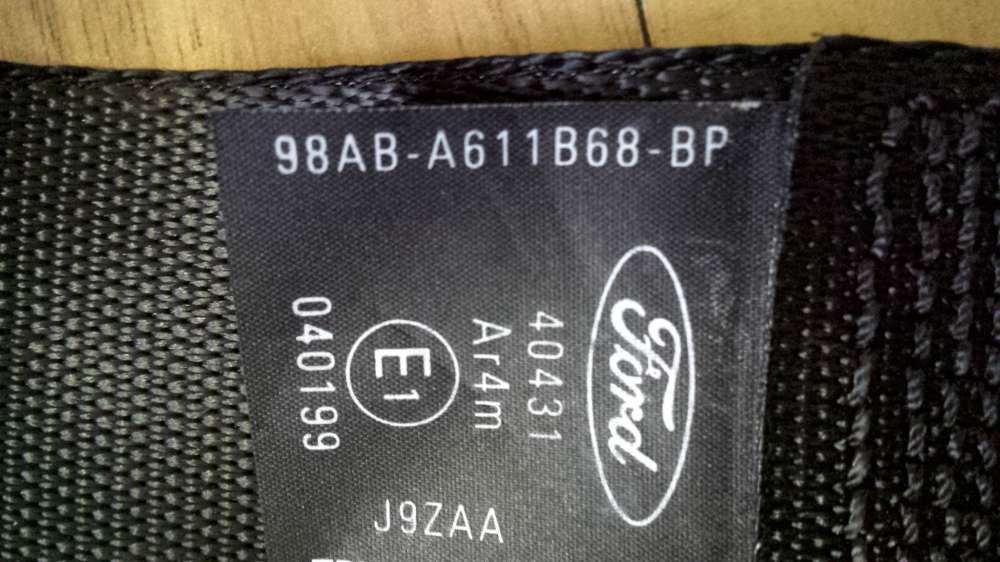 98AB-A611B68-BP
Ford
40431
Ar4m
E1
040199
J9ZAA